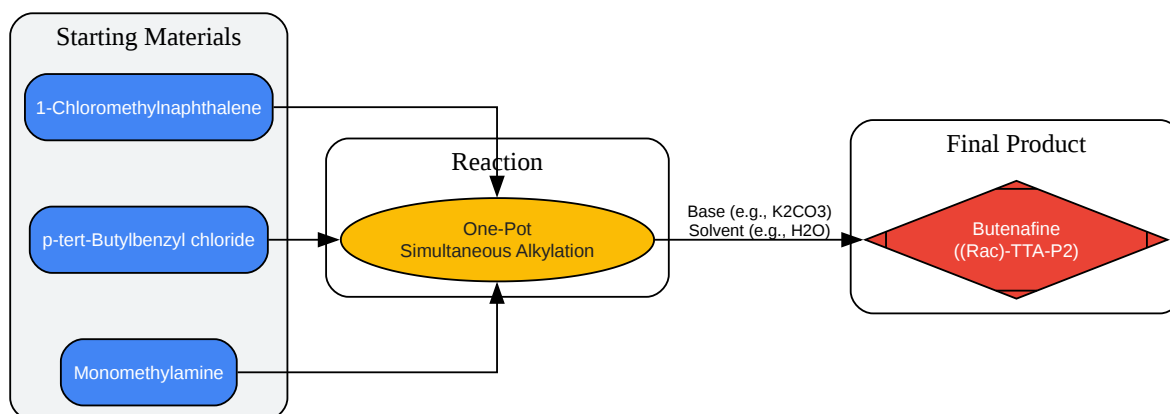 Starting Materials
1-Chloromethylnaphthalene
p-tert-Butylbenzyl chloride
Monomethylamine
Reaction
One-Pot
Simultaneous Alkylation
Base (e.g., K2CO3)
Solvent (e.g., H2O)
Final Product
Butenafine
((Rac)-TTA-P2)